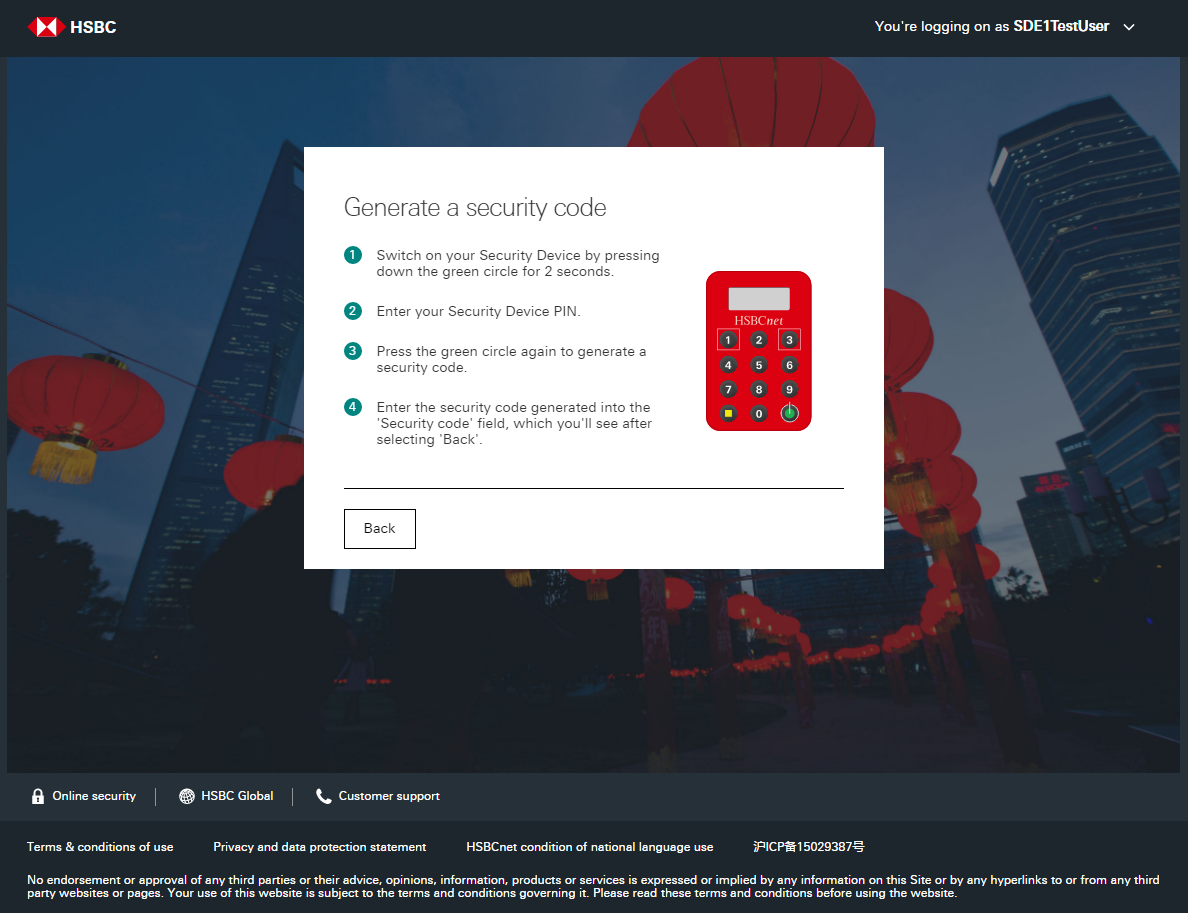 HSBC
You're logging on as SDE1TestUser
Generate a security code
1 Switch on your Security Device by pressing
down the green circle for 2 seconds.
2 Enter your Security Device PIN.
3 Press the green circle again to generate a
security code.
4 Enter the security code generated into the
'Security code' field, which you'll see after
selecting 'Back'.
HSBCnet
1 2 3
4 5 6
7 8 9
0
Back
Online security
HSBC Global
Customer support
Terms & conditions of use
Privacy and data protection statement
HSBCnet condition of national language use
沪ICP备15029387号
No endorsement or approval of any third parties or their advice, opinions, information, products or services is expressed or implied by any information on this Site or by any hyperlinks to or from any third
party websites or pages. Your use of this website is subject to the terms and conditions governing it. Please read these terms and conditions before using the website.